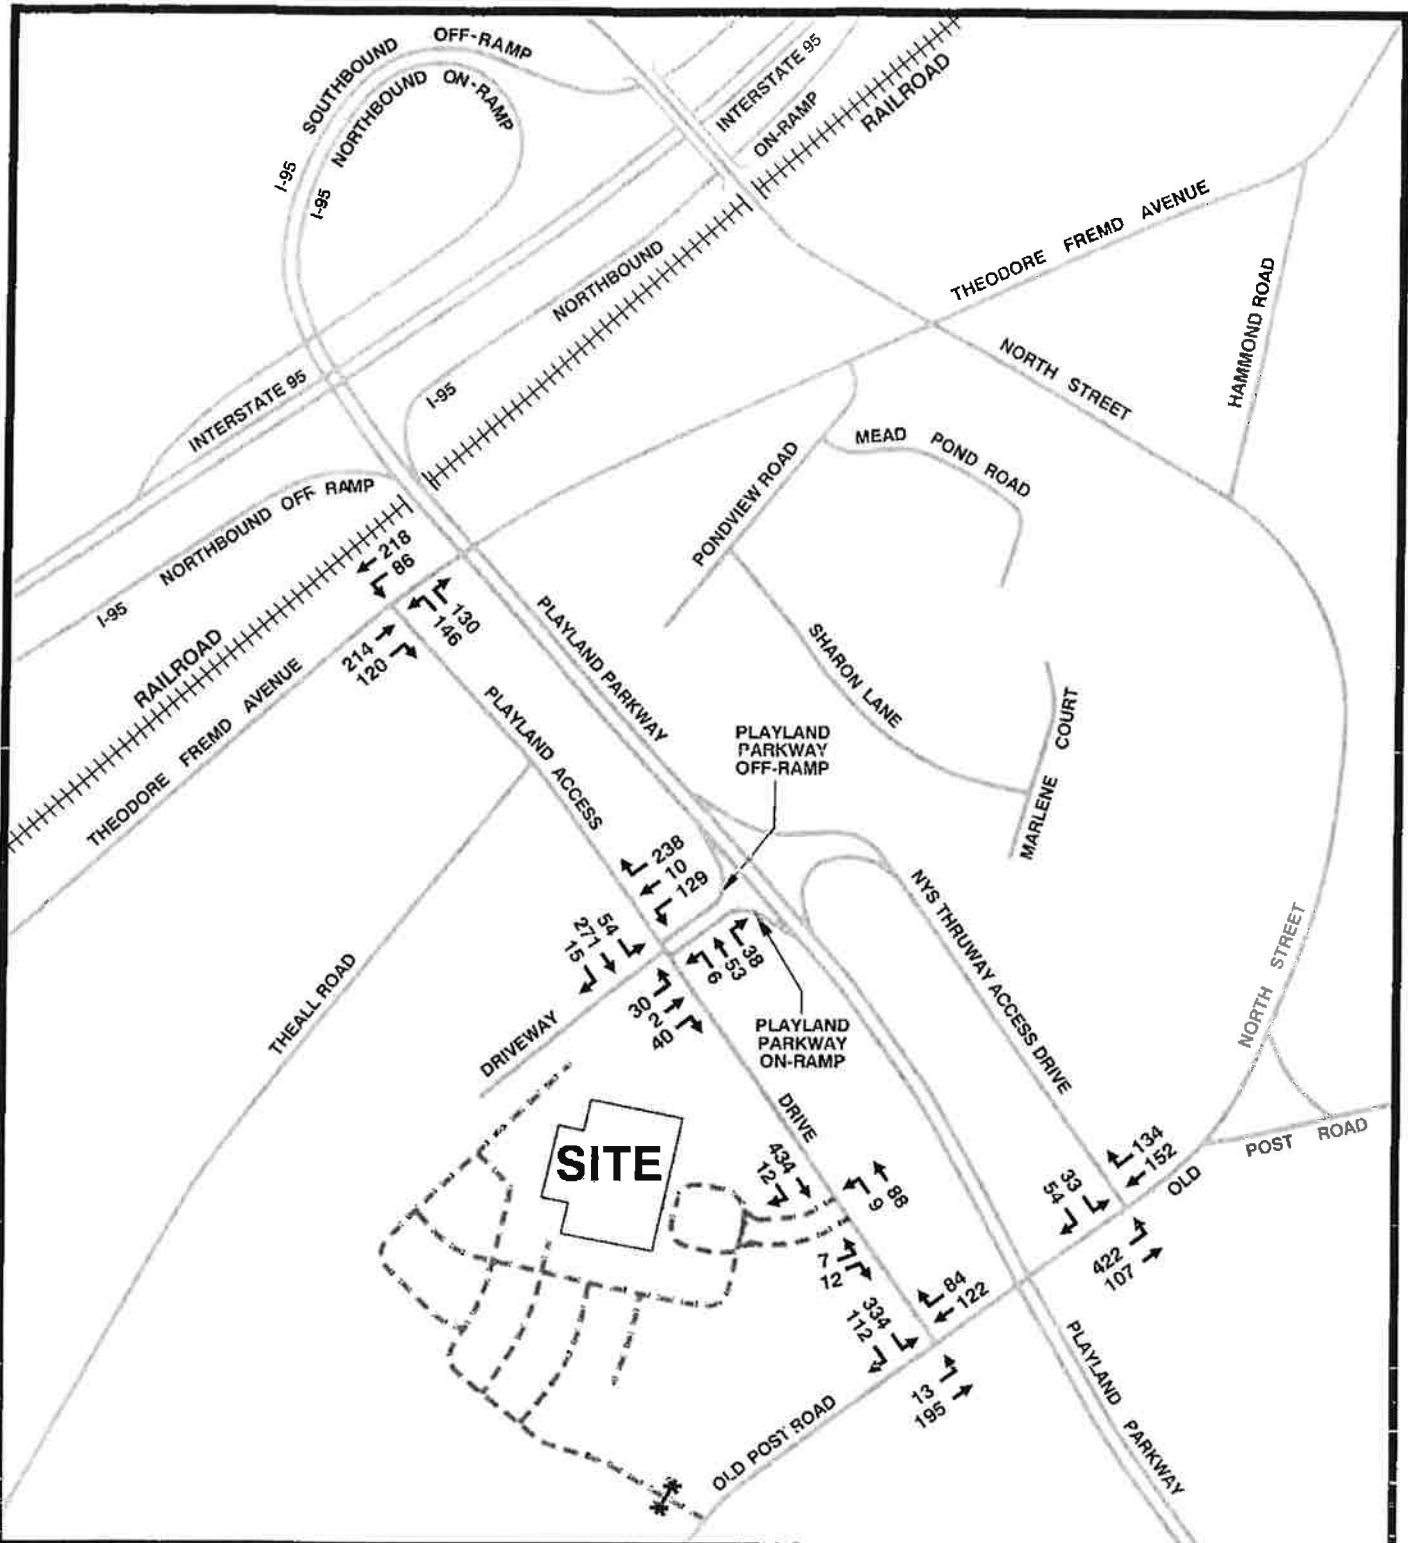 I-95 SOUTHBOUND OFF-RAMP
I-95 NORTHBOUND ON-RAMP
INTERSTATE 95
ON-RAMP
RAILROAD
I-95 NORTHBOUND
THEODORE FREMD AVENUE
HAMMOND ROAD
NORTH STREET
INTERSTATE 95
I-95 NORTHBOUND OFF RAMP
MEAD POND ROAD
PONDVIEW ROAD
218
86
130
146
214
120
RAILROAD
THEODORE FREMD AVENUE
PLAYLAND PARKWAY
SHARON LANE
MARLENE COURT
PLAYLAND ACCESS
PLAYLAND
PARKWAY
OFF-RAMP
238
10
129
54
271
15
38
53
6
30
2
40
NYS THRUWAY ACCESS DRIVE
NORTH STREET
THEALL ROAD
DRIVEWAY
PLAYLAND
PARKWAY
ON-RAMP
DRIVE
SITE
434
12
88
9
7
12
134
152
33
54
422
107
OLD
POST ROAD
84
122
334
112
13
195
OLD POST ROAD
PLAYLAND PARKWAY